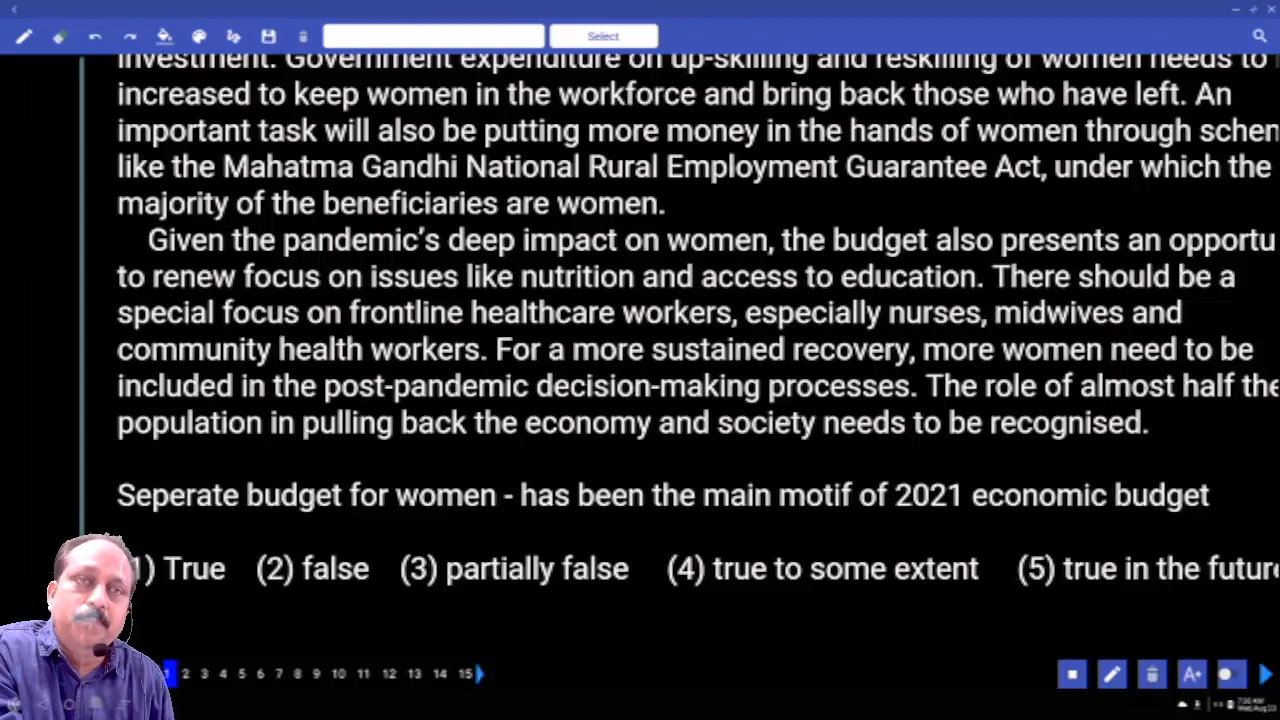 Select
investment. Government expenditure on up-skilling and reskilling of women needs to
increased to keep women in the workforce and bring back those who have left. An
important task will also be putting more money in the hands of women through schem
like the Mahatma Gandhi National Rural Employment Guarantee Act, under which the
majority of the beneficiaries are women.
Given the pandemic's deep impact on women, the budget also presents an opportu
to renew focus on issues like nutrition and access to education. There should be a
special focus on frontline healthcare workers, especially nurses, midwives and
community health workers. For a more sustained recovery, more women need to be
included in the post-pandemic decision-making processes. The role of almost half the
population in pulling back the economy and society needs to be recognised.
Seperate budget for women - has been the main motif of 2021 economic budget
1) True (2) false (3) partially false (4) true to some extent (5) true in the future
1 2 3 4 5 6 7 8 9 10 11 12 13 14 15
A+